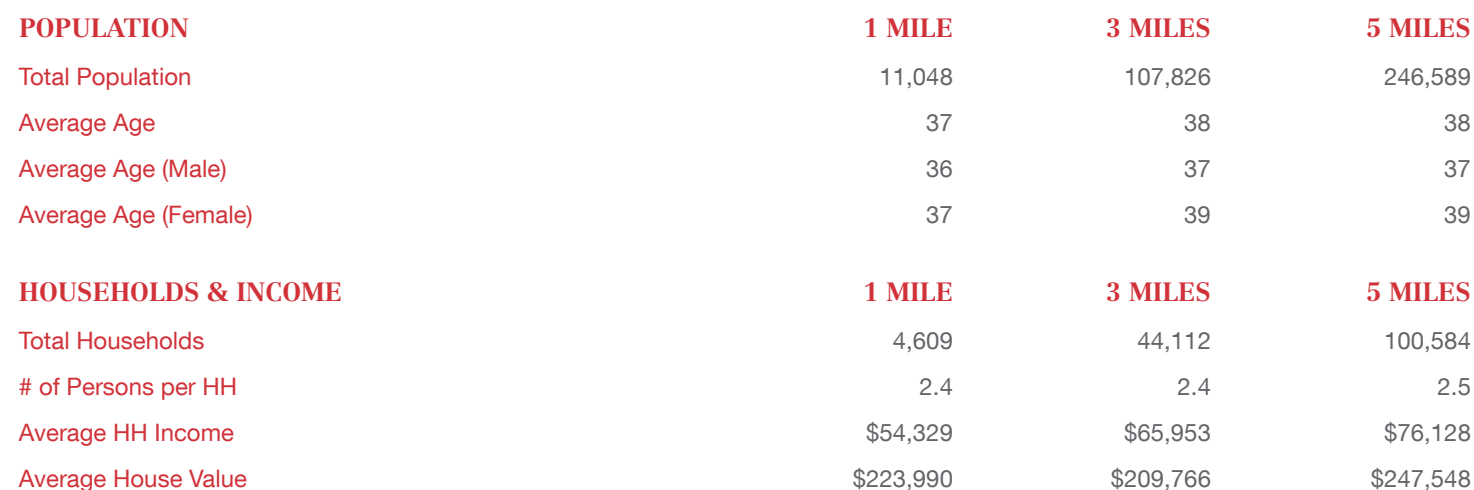 POPULATION 1 MILE 3 MILES 5 MILES
Total Population 11,048 107,826 246,589
Average Age 37 38 38
Average Age (Male) 36 37 37
Average Age (Female) 37 39 39
HOUSEHOLDS & INCOME 1 MILE 3 MILES 5 MILES
Total Households 4,609 44,112 100,584
# of Persons per HH 2.4 2.4 2.5
Average HH Income $54,329 $65,953 $76,128
Average House Value $223,990 $209,766 $247,548